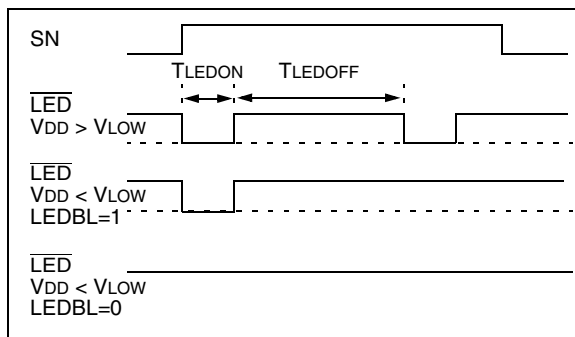 SN
TLEDON TLEDOFF
LED
VDD > VLOW
LED
VDD < VLOW
LEDBL=1
LED
VDD < VLOW
LEDBL=0